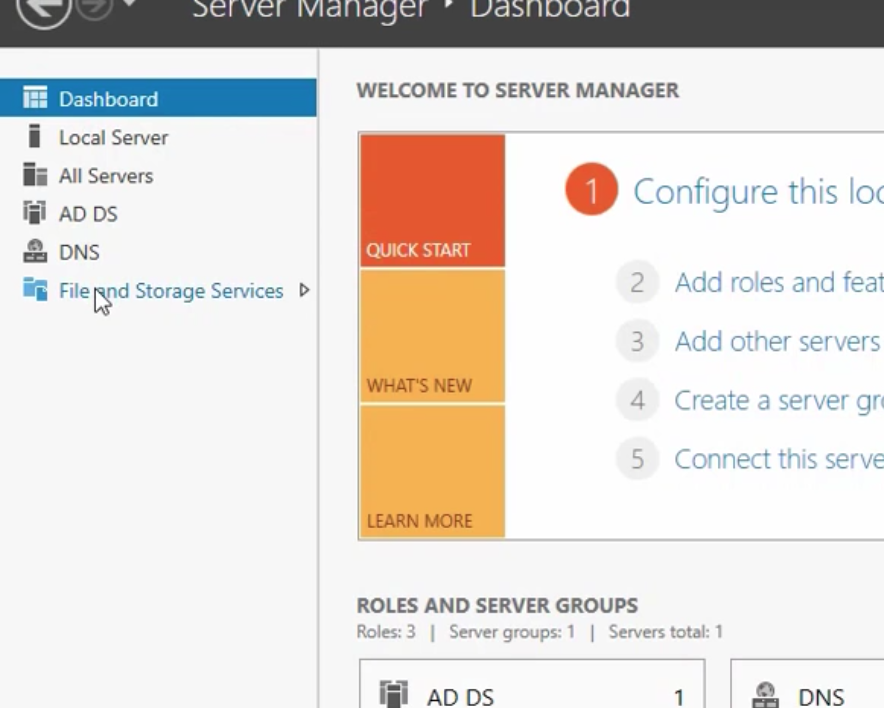 Server Manager • Dashboard
Dashboard
Local Server
All Servers
AD DS
DNS
File and Storage Services
WELCOME TO SERVER MANAGER
QUICK START
WHAT'S NEW
LEARN MORE
1 Configure this loc
2 Add roles and feat
3 Add other servers
4 Create a server gro
5 Connect this serve
ROLES AND SERVER GROUPS
Roles: 3 | Server groups: 1 | Servers total: 1
AD DS 1
DNS